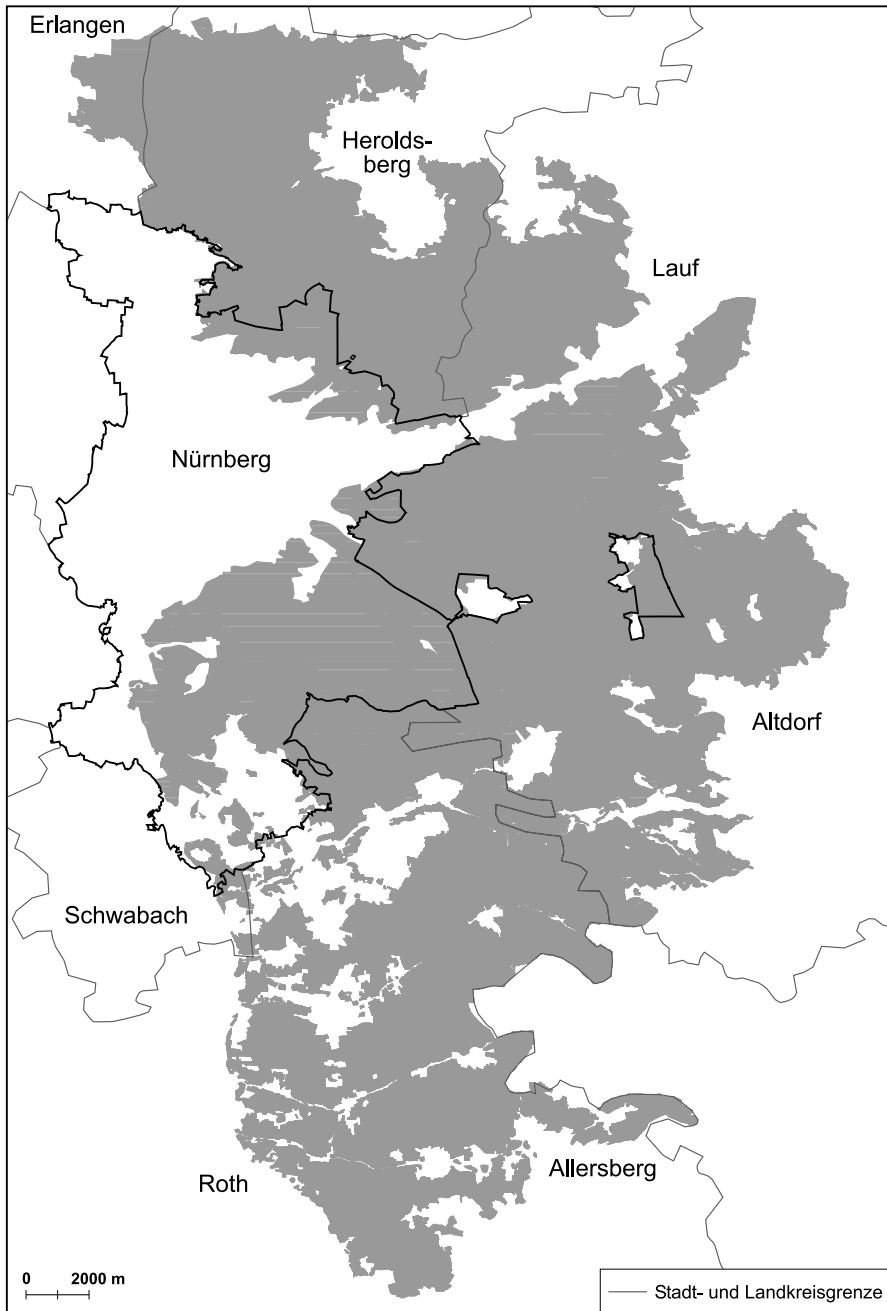 Erlangen
Herolds-
berg
Lauf
Nürnberg
Altdorf
Schwabach
Roth
Allersberg
0 2000 m
Stadt- und Landkreisgrenze